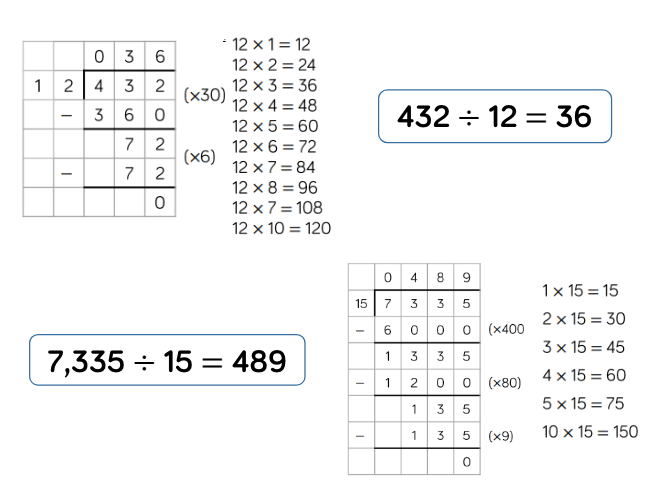 0 3 6
1 2 4 3 2 (×30)
− 3 6 0
7 2 (×6)
− 7 2
0
12 × 1 = 12
12 × 2 = 24
12 × 3 = 36
12 × 4 = 48
12 × 5 = 60
12 × 6 = 72
12 × 7 = 84
12 × 8 = 96
12 × 7 = 108
12 × 10 = 120
432 ÷ 12 = 36
7,335 ÷ 15 = 489
0 4 8 9
15 7 3 3 5
− 6 0 0 0 (×400
1 3 3 5
− 1 2 0 0 (×80)
1 3 5
− 1 3 5 (×9)
0
1 × 15 = 15
2 × 15 = 30
3 × 15 = 45
4 × 15 = 60
5 × 15 = 75
10 × 15 = 150